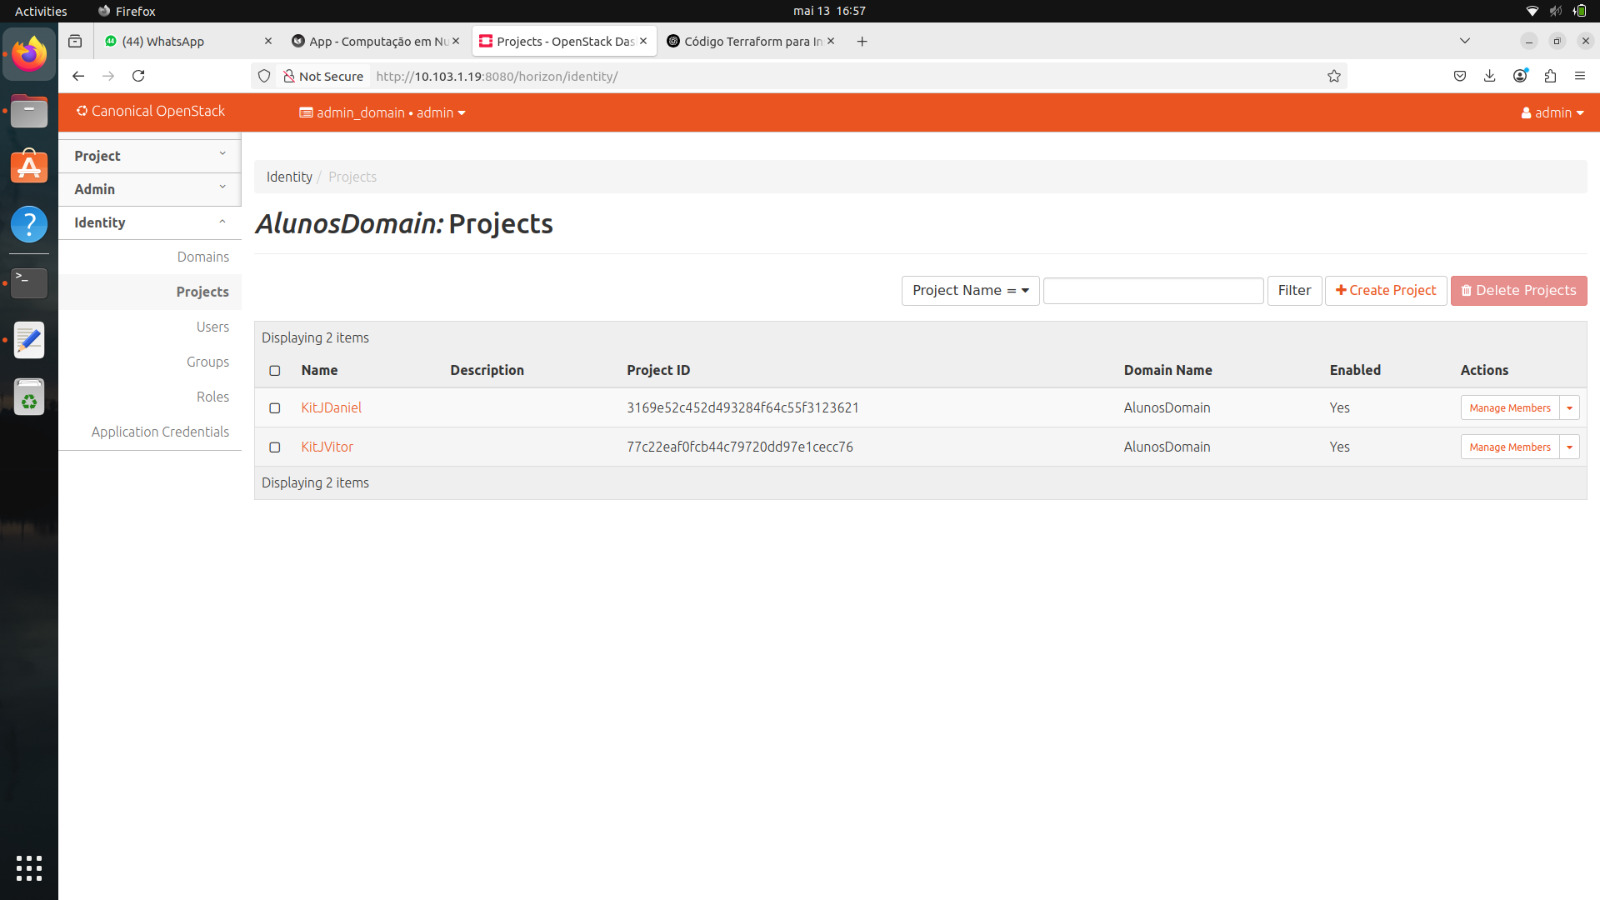 Activities Firefox mai 13 16:57
(44) WhatsApp App - Computação em Nu Projects - OpenStack Das Código Terraform para In
Not Secure http://10.103.1.19:8080/horizon/identity/
Canonical OpenStack admin_domain • admin admin
Project
Admin
Identity
Domains
Projects
Users
Groups
Roles
Application Credentials
Identity / Projects
AlunosDomain: Projects
Project Name = Filter Create Project Delete Projects
Displaying 2 items
Name Description Project ID Domain Name Enabled Actions
KitJDaniel 3169e52c452d493284f64c55f3123621 AlunosDomain Yes Manage Members
KitJVitor 77c22eaf0fcb44c79720dd97e1cecc76 AlunosDomain Yes Manage Members
Displaying 2 items